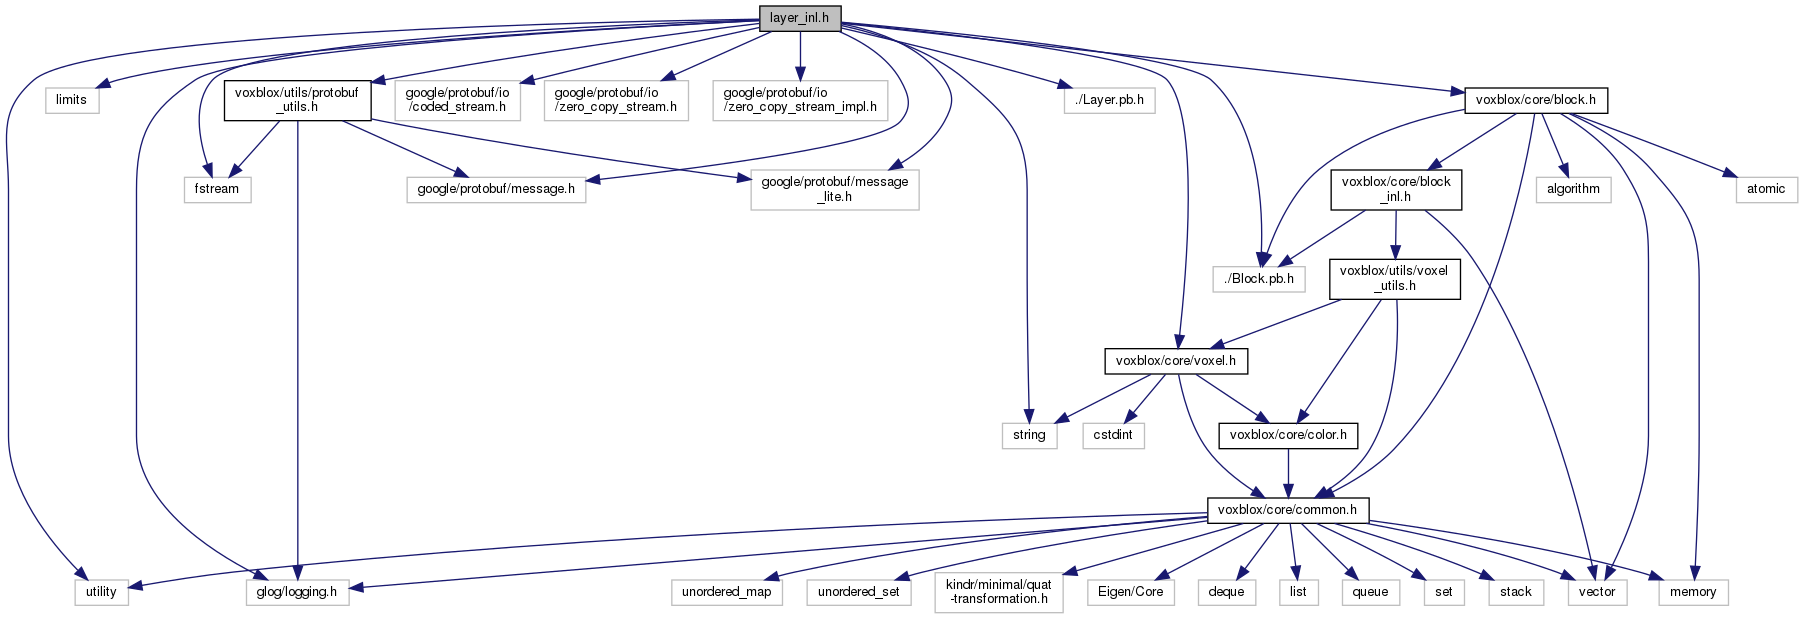 layer_inl.h
limits
voxblox/utils/protobuf
_utils.h
google/protobuf/io
/coded_stream.h
google/protobuf/io
/zero_copy_stream.h
google/protobuf/io
/zero_copy_stream_impl.h
./Layer.pb.h
voxblox/core/block.h
fstream
google/protobuf/message.h
google/protobuf/message
_lite.h
voxblox/core/block
_inl.h
algorithm
atomic
./Block.pb.h
voxblox/utils/voxel
_utils.h
voxblox/core/voxel.h
string
cstdint
voxblox/core/color.h
voxblox/core/common.h
utility
glog/logging.h
unordered_map
unordered_set
kindr/minimal/quat
-transformation.h
Eigen/Core
deque
list
queue
set
stack
vector
memory